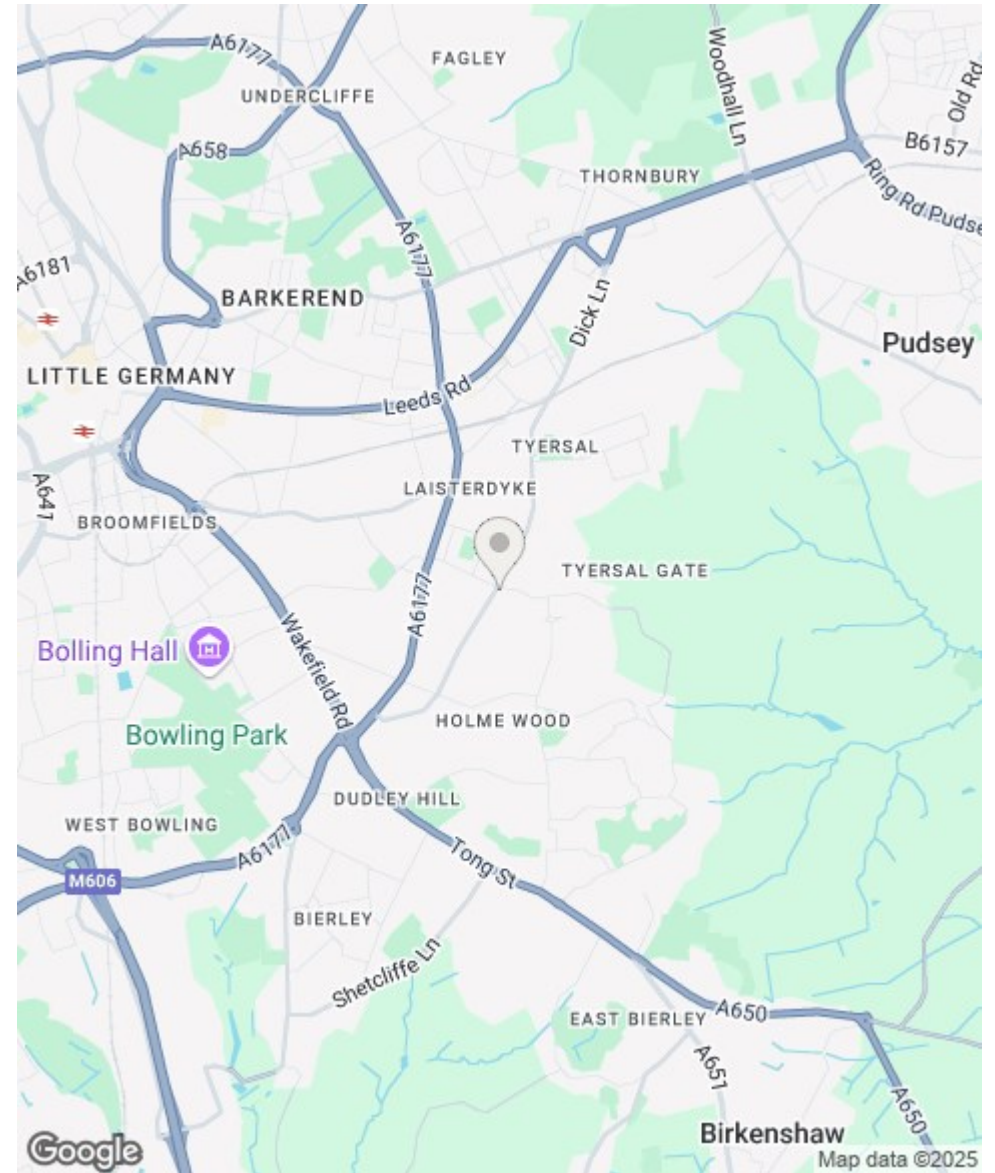 A6177
FAGLEY
Woodhall Ln
Old Rd
UNDERCLIFFE
A658
B6157
THORNBURY
Ring Rd Pudse
A6177
A6181
BARKEREND
Dick Ln
Pudsey
LITTLE GERMANY
Leeds Rd
TYERSAL
A641
LAISTERDYKE
BROOMFIELDS
TYERSAL GATE
A6177
Bolling Hall
Wakefield Rd
HOLME WOOD
Bowling Park
DUDLEY HILL
WEST BOWLING
A6177
Tong St
M606
BIERLEY
Shetcliffe Ln
EAST BIERLEY
A650
A651
A650
Birkenshaw
Google
Map data ©2025